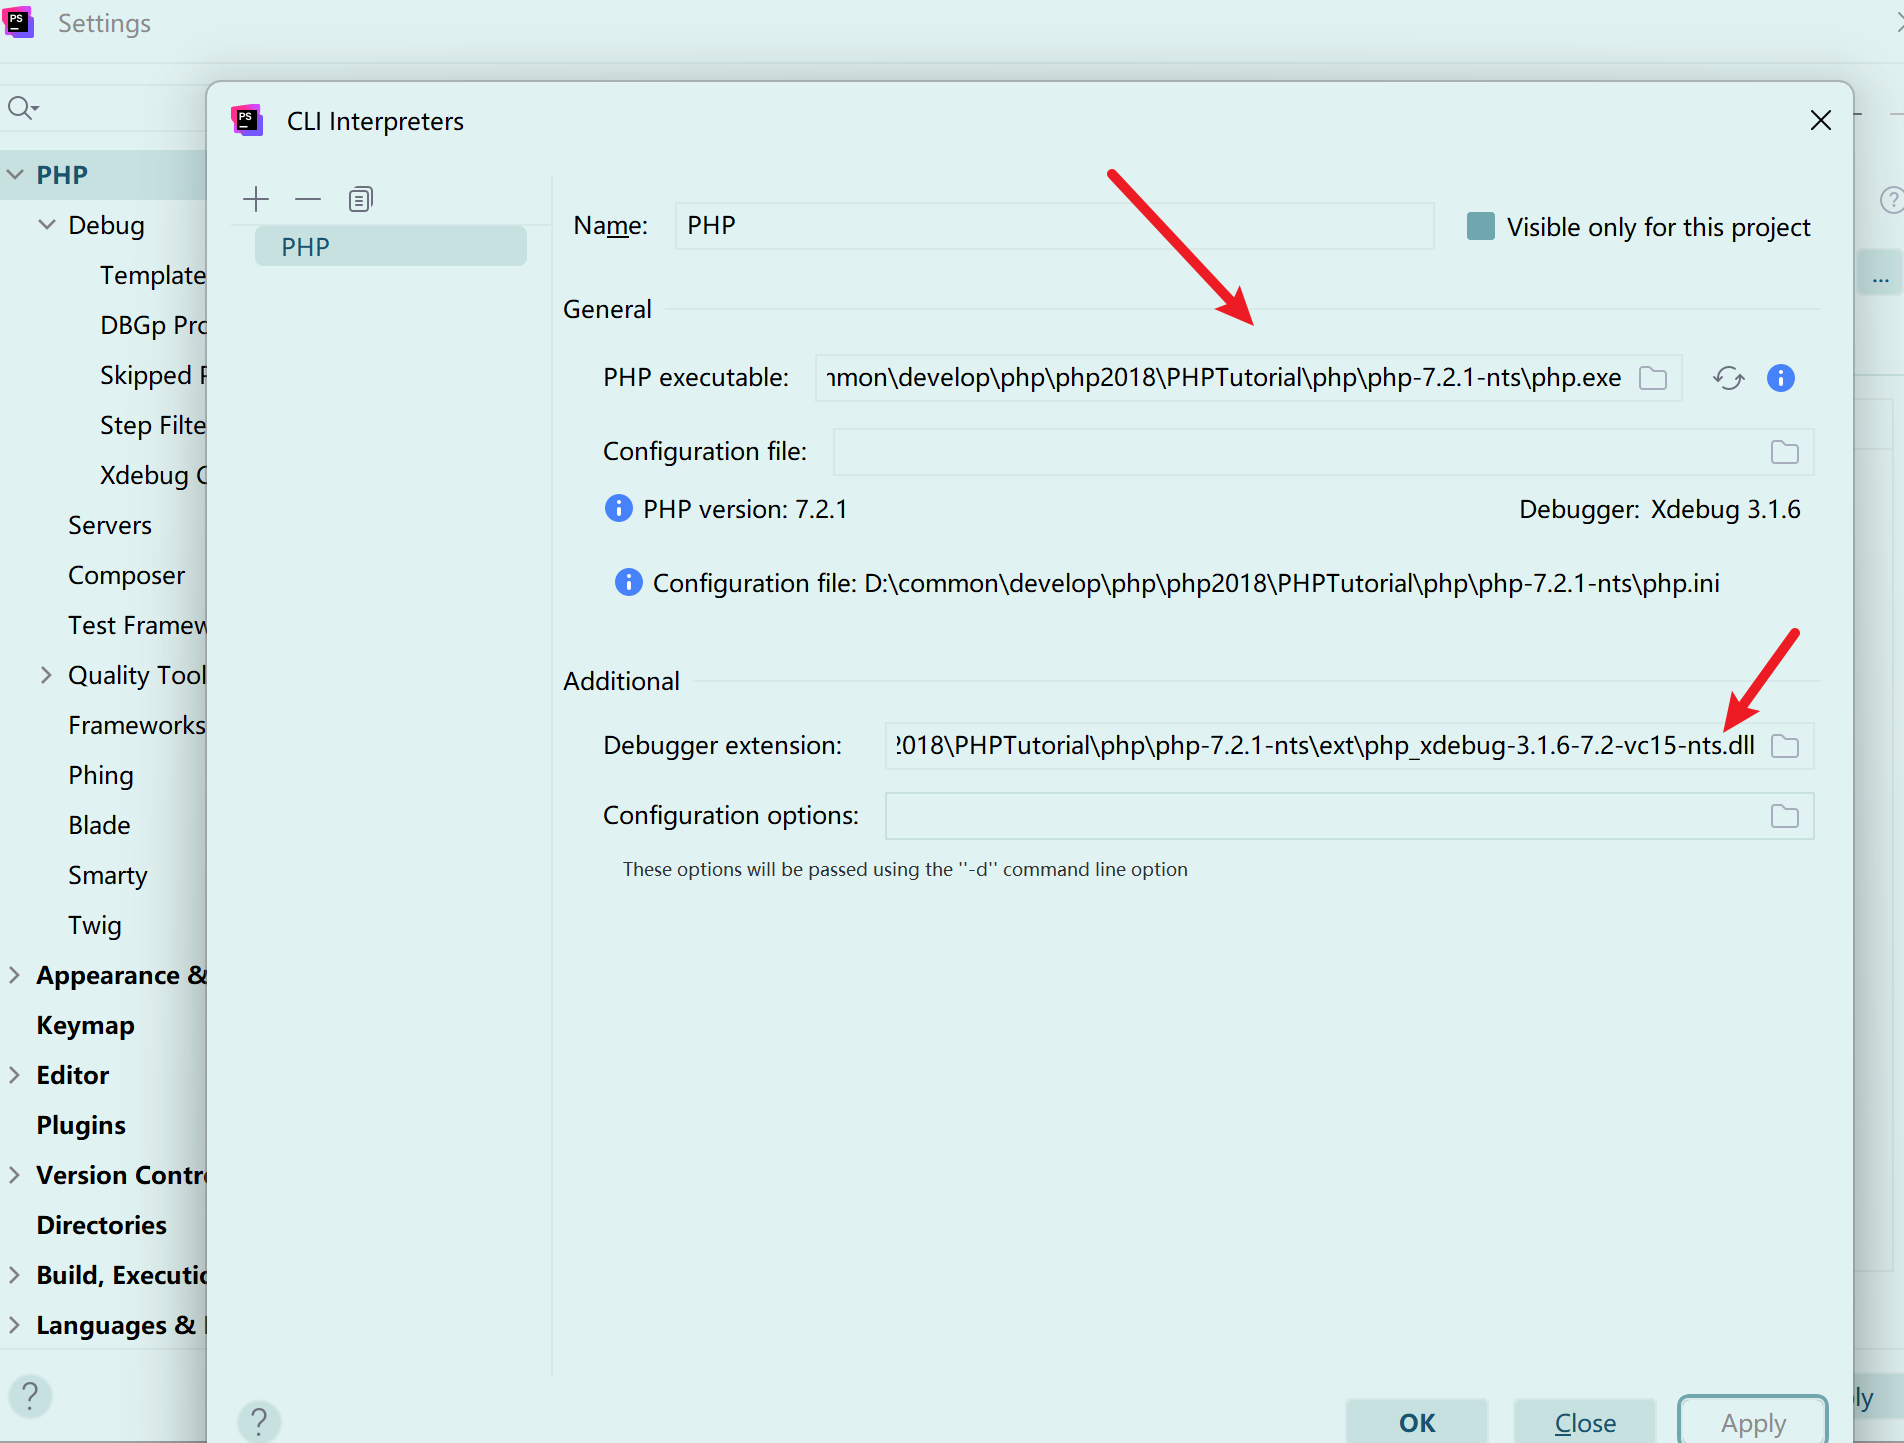 PS
Settings
PS
CLI Interpreters
PHP
Debug
Template
DBGp Pro
Skipped
Step Filte
Xdebug
Servers
Composer
Test Framew
Quality Tool
Frameworks
Phing
Blade
Smarty
Twig
Appearance &
Keymap
Editor
Plugins
Version Contro
Directories
Build, Executio
Languages &
?
PHP
Name: PHP
Visible only for this project
General
PHP executable: mmon\develop\php\php2018\PHPTutorial\php\php-7.2.1-nts\php.exe
Configuration file:
PHP version: 7.2.1 Debugger: Xdebug 3.1.6
Configuration file: D:\common\develop\php\php2018\PHPTutorial\php\php-7.2.1-nts\php.ini
Additional
Debugger extension: 2018\PHPTutorial\php\php-7.2.1-nts\ext\php_xdebug-3.1.6-7.2-vc15-nts.dll
Configuration options:
These options will be passed using the ''-d'' command line option
?
OK
Close
Apply
?
...
ly